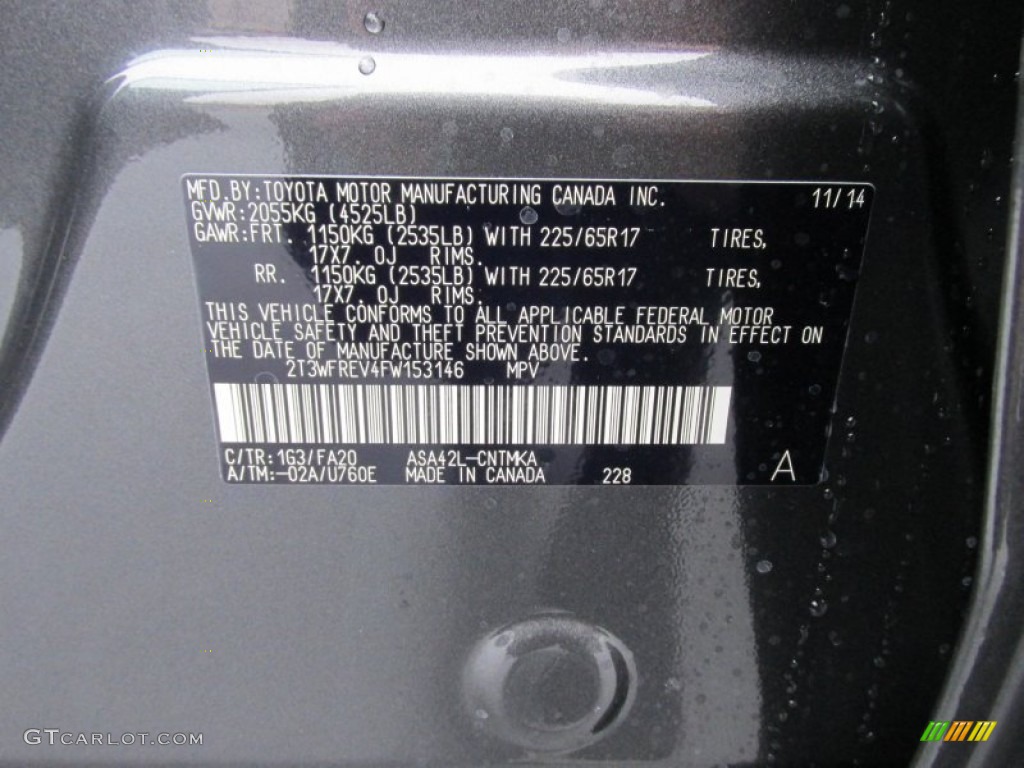 MFD.BY:TOYOTA MOTOR MANUFACTURING CANADA INC. 11/14
GVWR:2055KG (4525LB)
GAWR:FRT. 1150KG (2535LB) WITH 225/65R17 TIRES,
17X7.0J RIMS.
RR. 1150KG (2535LB) WITH 225/65R17 TIRES,
17X7.0J RIMS.
THIS VEHICLE CONFORMS TO ALL APPLICABLE FEDERAL MOTOR
VEHICLE SAFETY AND THEFT PREVENTION STANDARDS IN EFFECT ON
THE DATE OF MANUFACTURE SHOWN ABOVE.
2T3WFREV4FW153146 MPV
C/TR:1G3/FA20 ASA42L-CNTMKA
A/TM:-02A/U760E MADE IN CANADA 228 A
GTCARLOT.COM